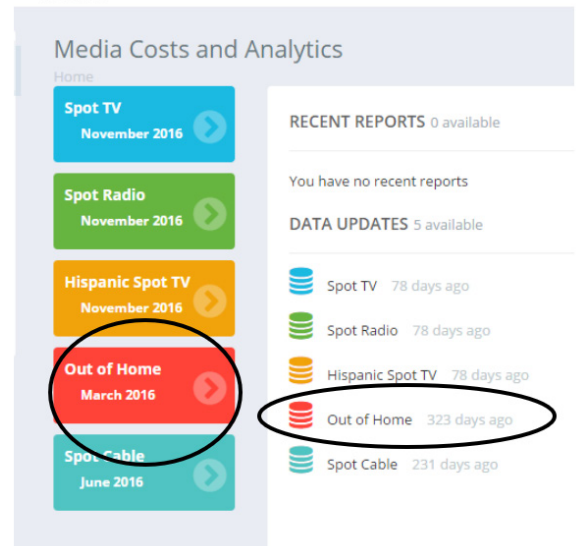 Media Costs and Analytics
Home
Spot TV
November 2016
Spot Radio
November 2016
Hispanic Spot TV
November 2016
Out of Home
March 2016
Spot Cable
June 2016
RECENT REPORTS 0 available
You have no recent reports
DATA UPDATES 5 available
Spot TV 78 days ago
Spot Radio 78 days ago
Hispanic Spot TV 78 days ago
Out of Home 323 days ago
Spot Cable 231 days ago